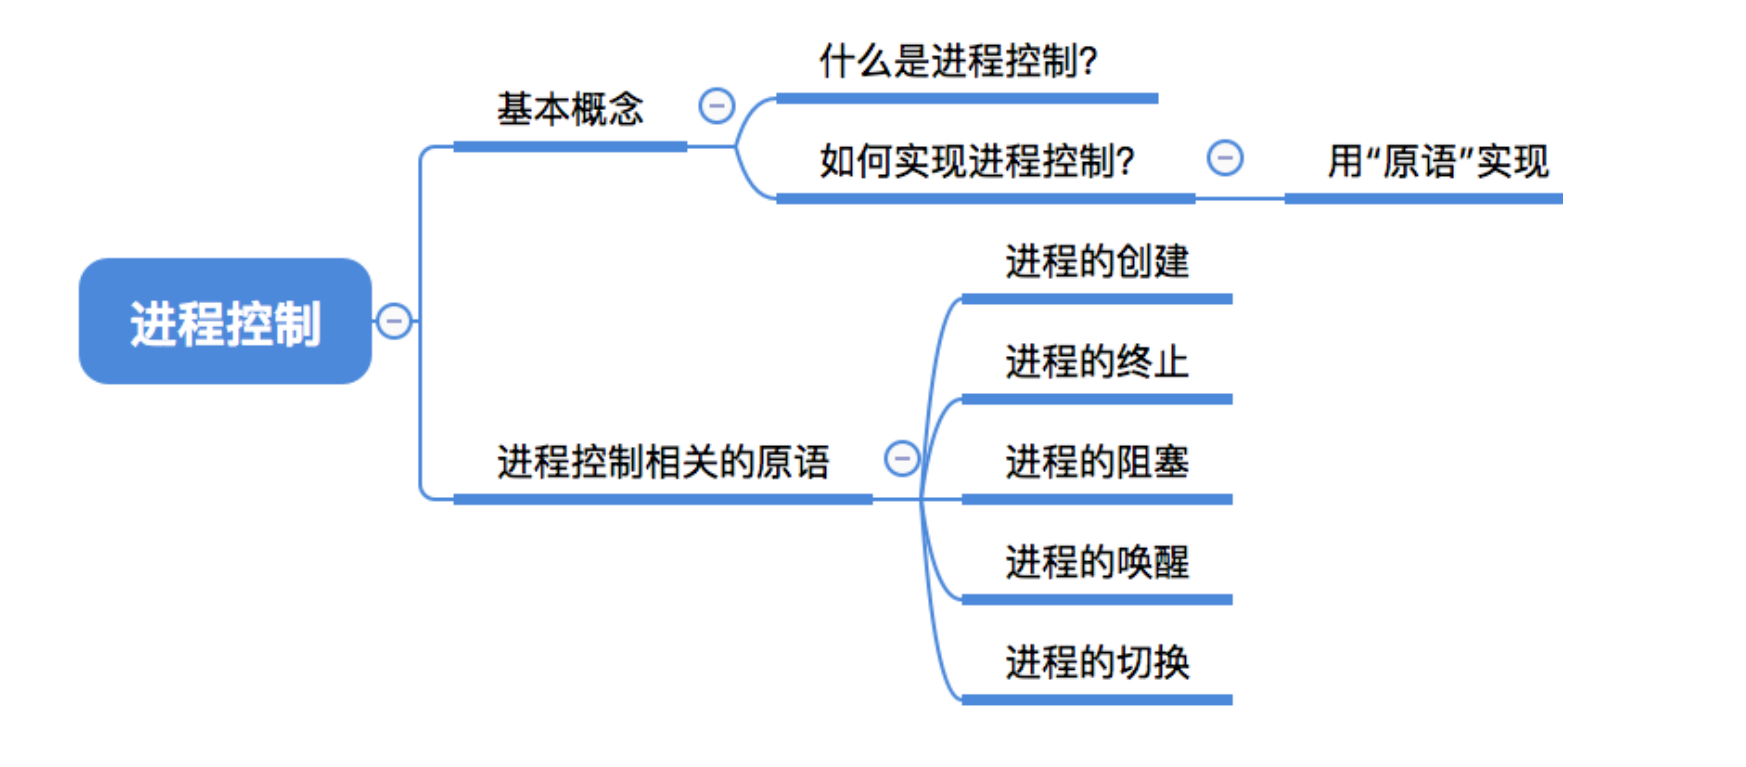 什么是进程控制?
基本概念
如何实现进程控制?
用“原语”实现
进程的创建
进程控制
进程的终止
进程控制相关的原语
进程的阻塞
进程的唤醒
进程的切换